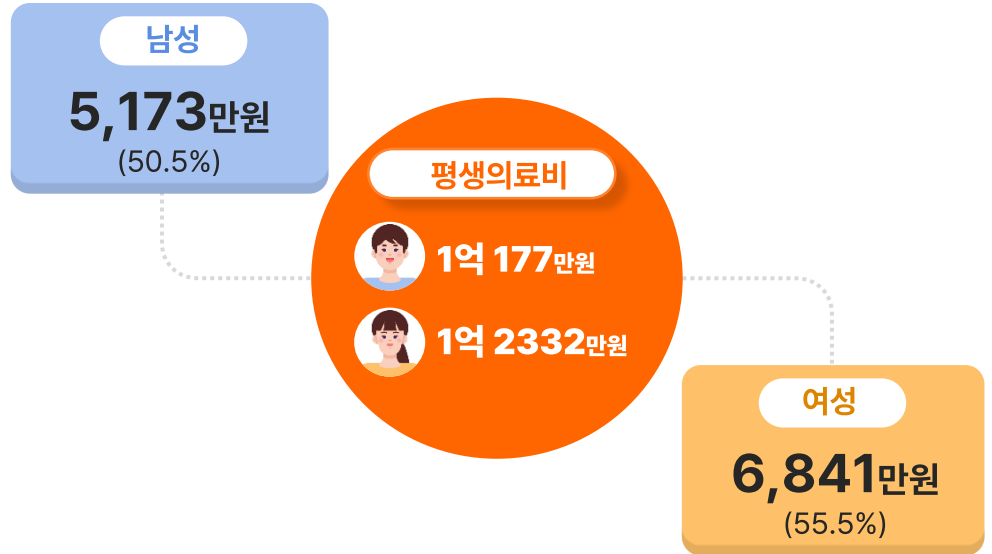 남성
5,173만원
(50.5%)
평생의료비
1억 177만원
1억 2332만원
여성
6,841만원
(55.5%)